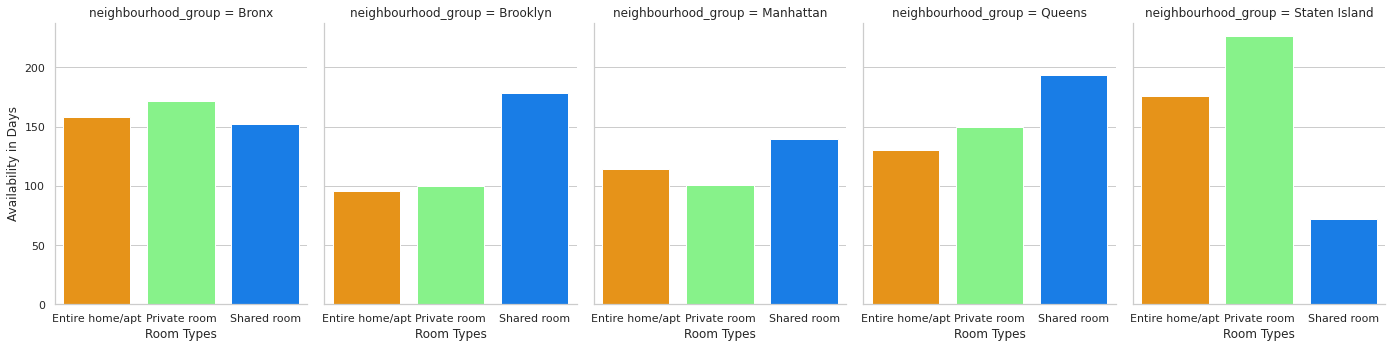 neighbourhood_group = Bronx
neighbourhood_group = Brooklyn
neighbourhood_group = Manhattan
neighbourhood_group = Queens
neighbourhood_group = Staten Island
Availability in Days
200
150
100
50
0
Entire home/apt Private room Shared room
Room Types
Entire home/apt Private room Shared room
Room Types
Entire home/apt Private room Shared room
Room Types
Entire home/apt Private room Shared room
Room Types
Entire home/apt Private room Shared room
Room Types